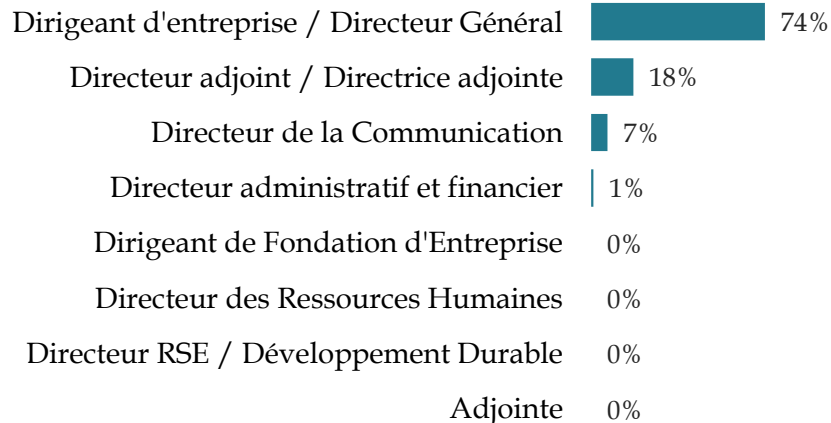 Dirigeant d'entreprise / Directeur Général 74%
Directeur adjoint / Directrice adjointe 18%
Directeur de la Communication 7%
Directeur administratif et financier 1%
Dirigeant de Fondation d'Entreprise 0%
Directeur des Ressources Humaines 0%
Directeur RSE / Développement Durable 0%
Adjointe 0%